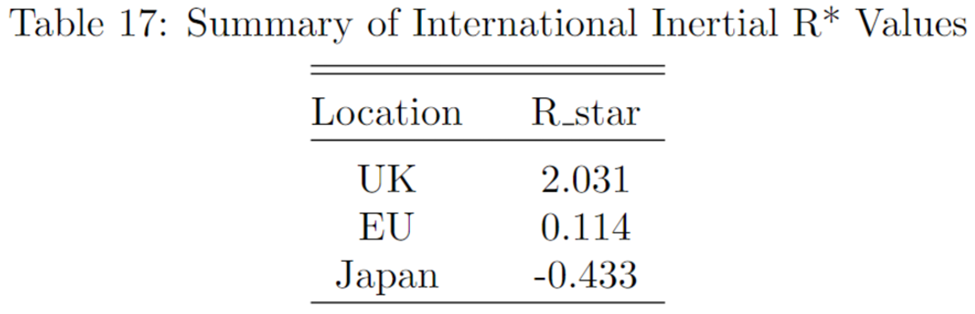 Table 17: Summary of International Inertial R* Values
Location R_star
UK 2.031
EU 0.114
Japan -0.433